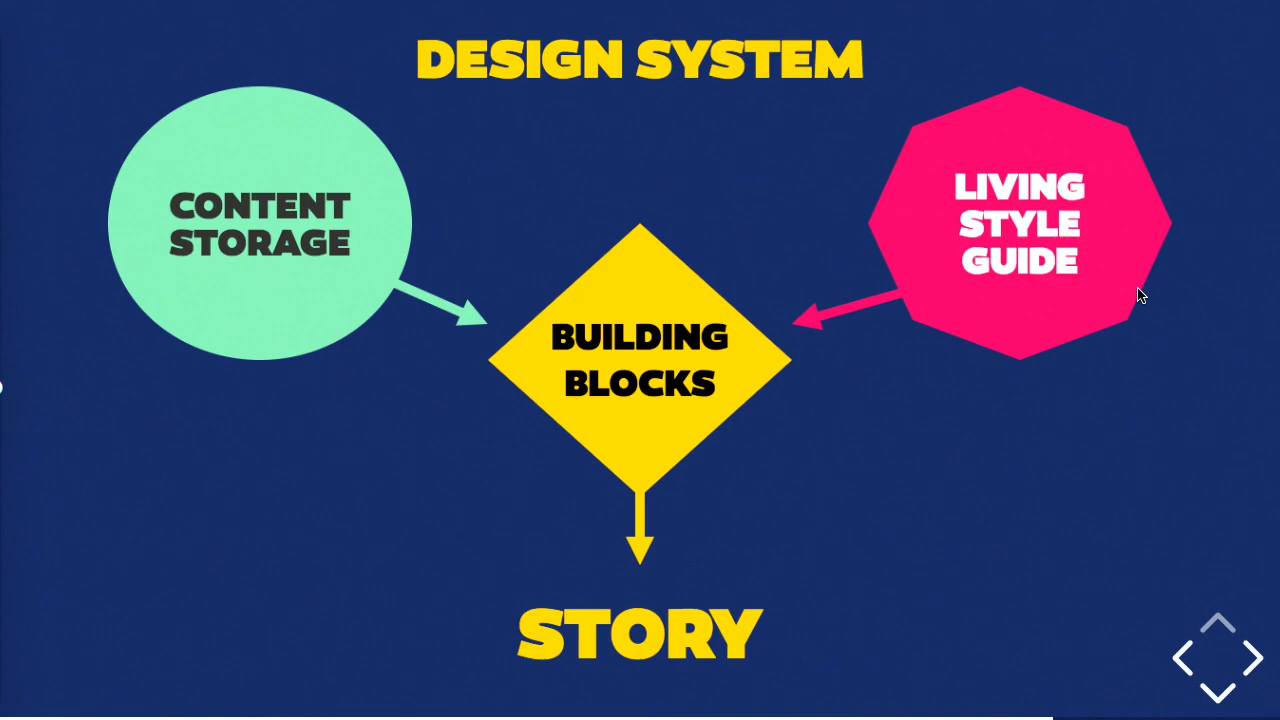 DESIGN SYSTEM
CONTENT
STORAGE
LIVING
STYLE
GUIDE
BUILDING
BLOCKS
STORY